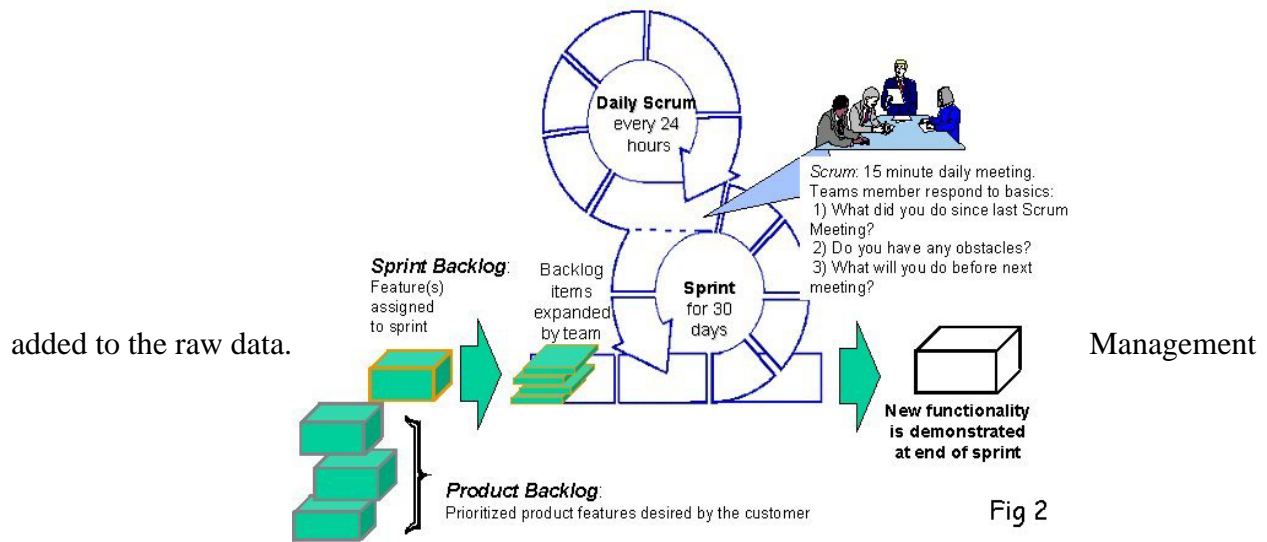 Daily Scrum
every 24
hours
Scrum: 15 minute daily meeting.
Teams member respond to basics:
1) What did you do since last Scrum
Meeting?
2) Do you have any obstacles?
3) What will you do before next
meeting?
Sprint Backlog:
Feature(s)
assigned
to sprint
Backlog
items
expanded
by team
Sprint
for 30
days
added to the raw data.
Management
New functionality
is demonstrated
at end of sprint
Product Backlog:
Prioritized product features desired by the customer
Fig 2